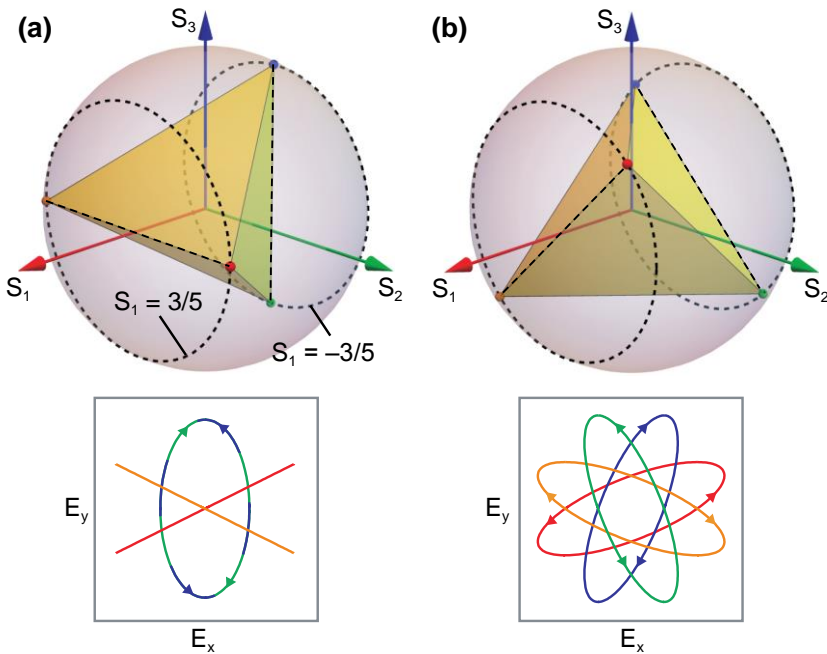 (a)
S3
S1
S2
S1 = 3/5
S1 = –3/5
Ey
Ex
(b)
S3
S1
S2
Ey
Ex